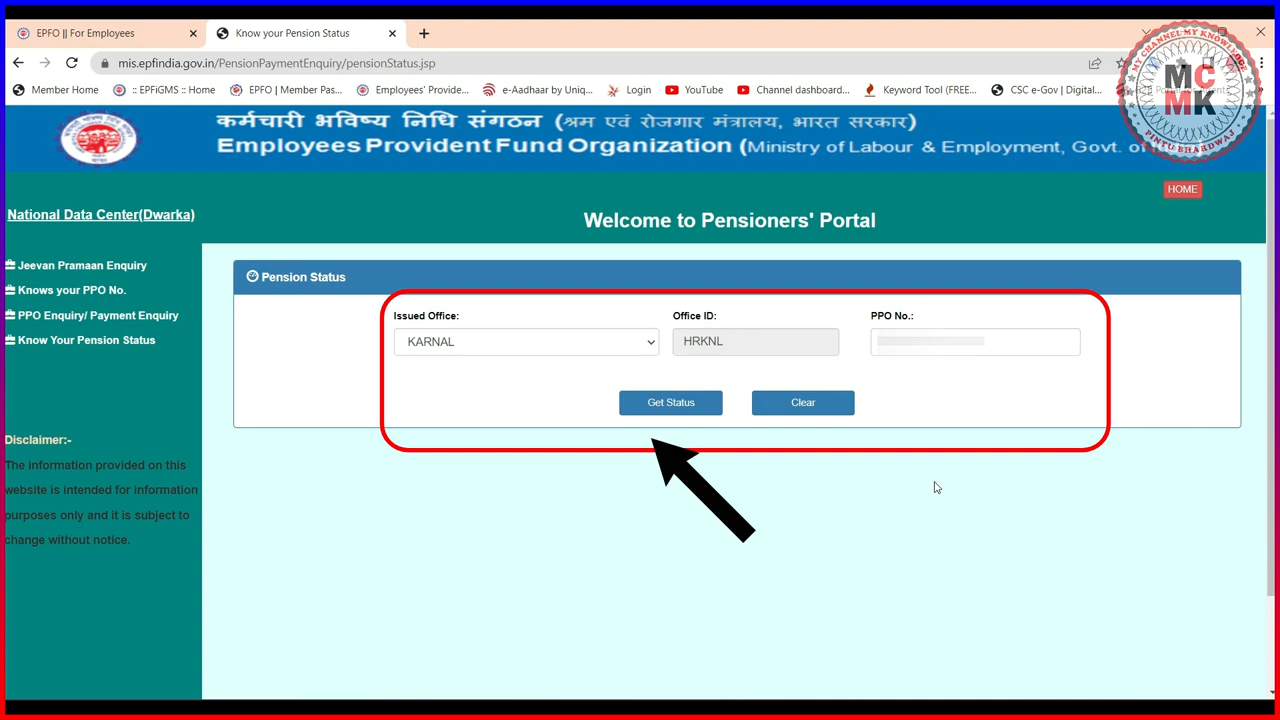 EPFO || For Employees
Know your Pension Status
mis.epfindia.gov.in/PensionPaymentEnquiry/pensionStatus.jsp
Member Home
:: EPFiGMS :: Home
EPFO | Member Pas...
Employees' Provide...
e-Aadhaar by Uniq...
Login
YouTube
Channel dashboard...
Keyword Tool (FREE...
CSC e-Gov | Digital...
MY CHANNEL MY KNOWLEDGE
MC
MK
PINTU BHARDWAJ
कर्मचारी भविष्य निधि संगठन (श्रम एवं रोजगार मंत्रालय, भारत सरकार)
Employees Provident Fund Organization (Ministry of Labour & Employment, Govt. of
HOME
National Data Center(Dwarka)
Welcome to Pensioners' Portal
Jeevan Pramaan Enquiry
Knows your PPO No.
PPO Enquiry/ Payment Enquiry
Know Your Pension Status
Pension Status
Issued Office:
Office ID:
PPO No.:
KARNAL
HRKNL
Get Status
Clear
Disclaimer:-
The information provided on this
website is intended for information
purposes only and it is subject to
change without notice.